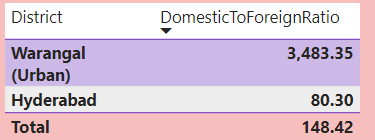 District DomesticToForeignRatio
Warangal 3,483.35
(Urban)
Hyderabad 80.30
Total 148.42